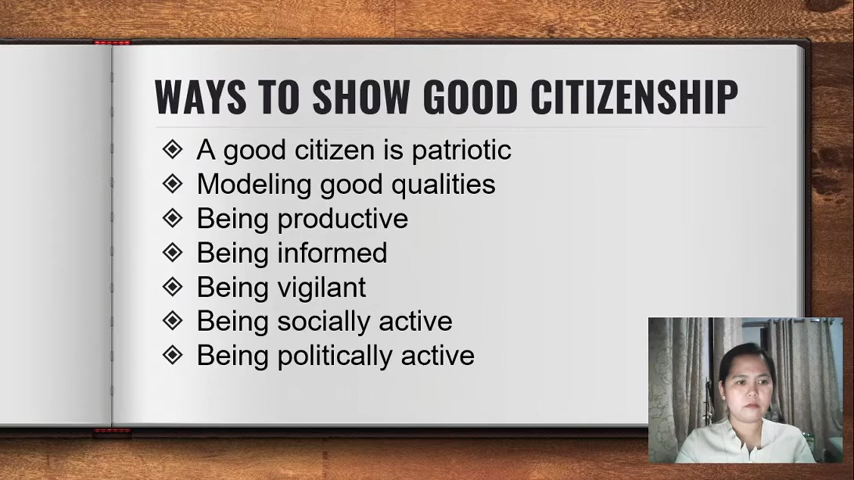 WAYS TO SHOW GOOD CITIZENSHIP
A good citizen is patriotic
Modeling good qualities
Being productive
Being informed
Being vigilant
Being socially active
Being politically active